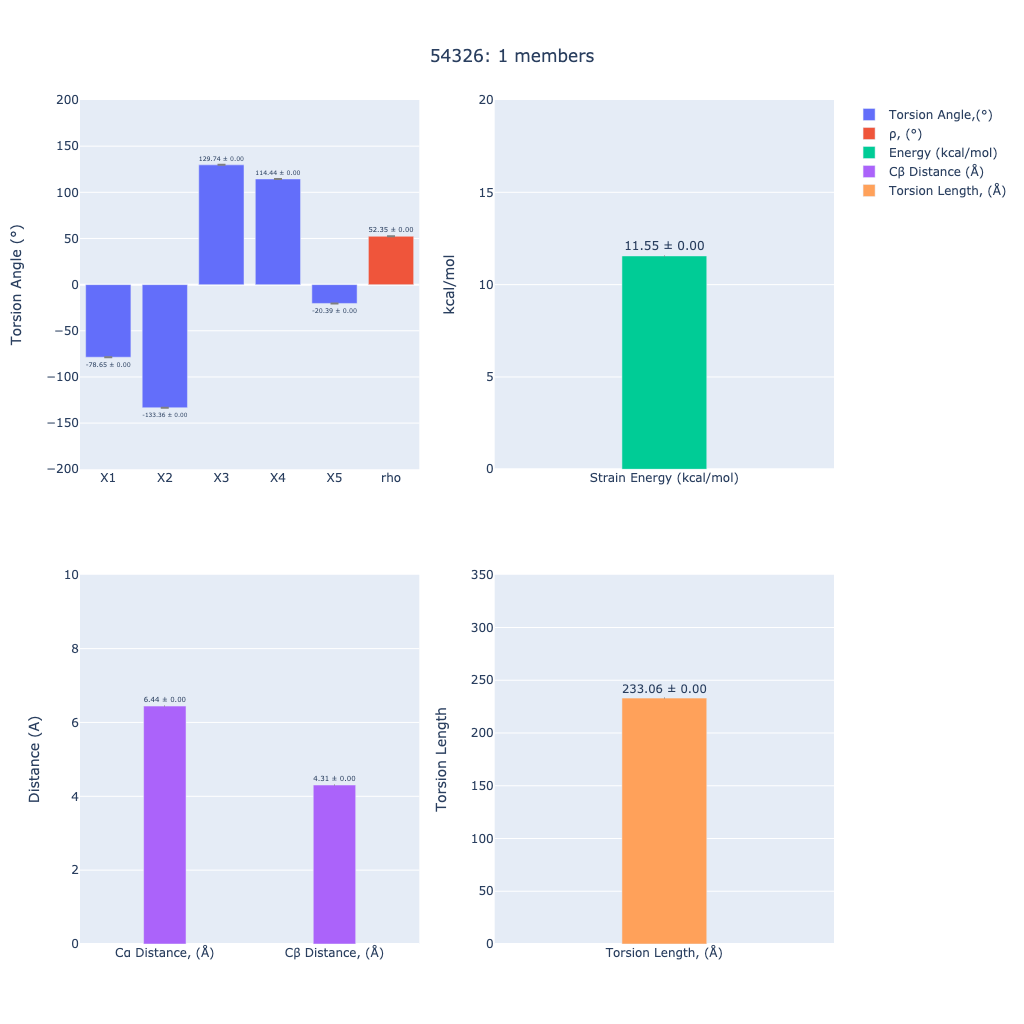 54326: 1 members
Torsion Angle (°)
200
150
100
50
0
−50
−100
−150
−200
-78.65 ± 0.00
-133.36 ± 0.00
129.74 ± 0.00
114.44 ± 0.00
-20.39 ± 0.00
52.35 ± 0.00
X1 X2 X3 X4 X5 rho
kcal/mol
20
15
10
5
0
11.55 ± 0.00
Strain Energy (kcal/mol)
Torsion Angle,(°)
ρ, (°)
Energy (kcal/mol)
Cβ Distance (Å)
Torsion Length, (Å)
Distance (A)
10
8
6
4
2
0
6.44 ± 0.00
4.31 ± 0.00
Cα Distance, (Å) Cβ Distance, (Å)
Torsion Length
350
300
250
200
150
100
50
0
233.06 ± 0.00
Torsion Length, (Å)